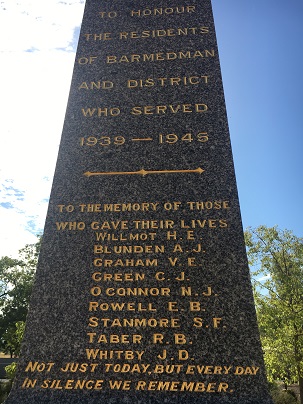 TO HONOUR
THE RESIDENTS
OF BARMEDMAN
AND DISTRICT
WHO SERVED
1939 — 1945
TO THE MEMORY OF THOSE
WHO GAVE THEIR LIVES
WILLMOT H. E.
BLUNDEN A. J.
GRAHAM V. E.
GREEN C. J.
O'CONNOR N. J.
ROWELL E. B.
STANMORE S. F.
TABER R. B.
WHITBY J. D.
NOT JUST TODAY, BUT EVERY DAY
IN SILENCE WE REMEMBER.